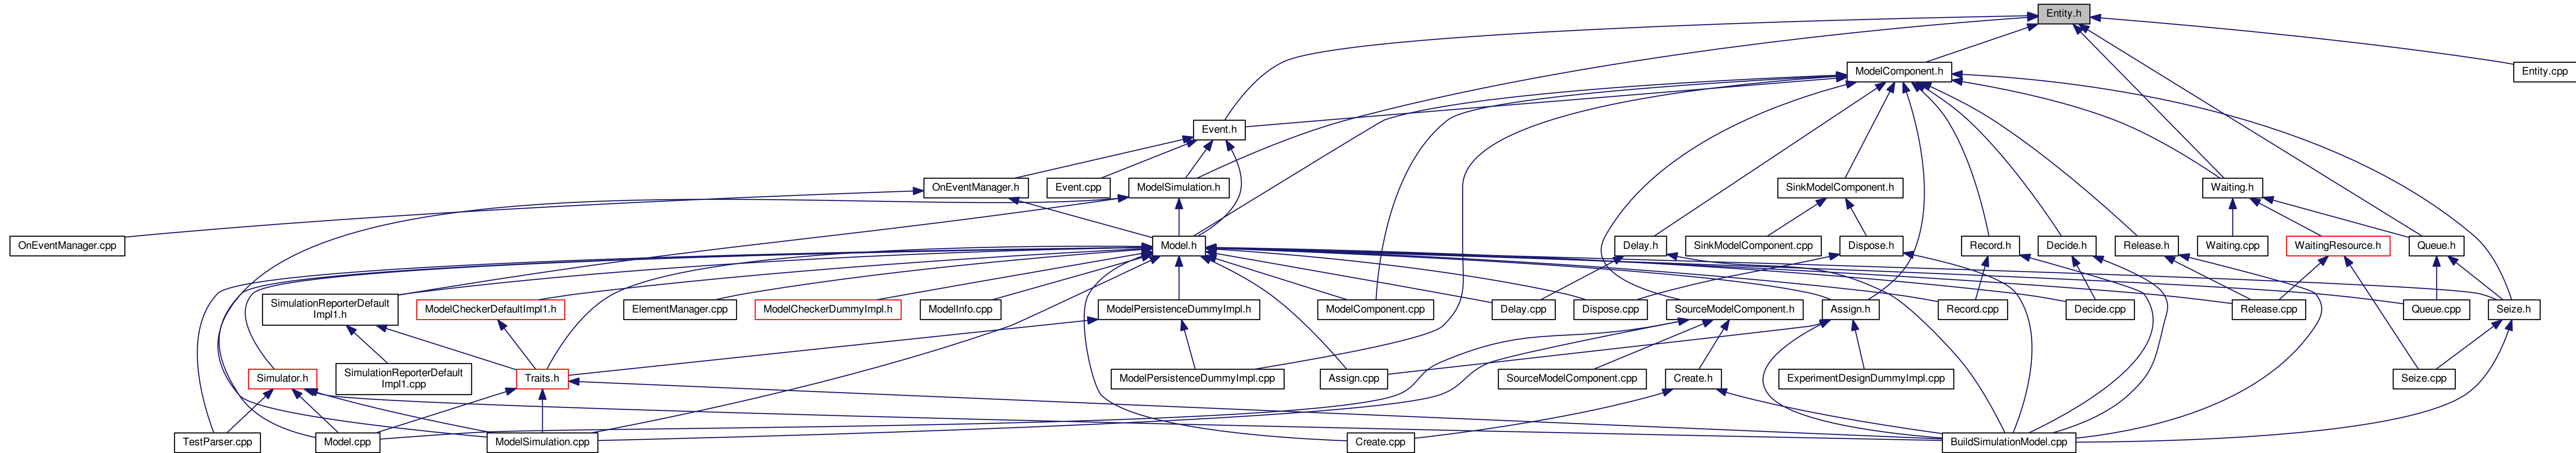 Entity.h
ModelComponent.h
Entity.cpp
Event.h
OnEventManager.h
Event.cpp
ModelSimulation.h
SinkModelComponent.h
Waiting.h
OnEventManager.cpp
Model.h
Delay.h
SinkModelComponent.cpp
Dispose.h
Record.h
Decide.h
Release.h
Waiting.cpp
WaitingResource.h
Queue.h
SimulationReporterDefault
Impl1.h
ModelCheckerDefaultImpl1.h
ElementManager.cpp
ModelCheckerDummyImpl.h
ModelInfo.cpp
ModelPersistenceDummyImpl.h
ModelComponent.cpp
Delay.cpp
Dispose.cpp
SourceModelComponent.h
Assign.h
Record.cpp
Decide.cpp
Release.cpp
Queue.cpp
Seize.h
Simulator.h
SimulationReporterDefault
Impl1.cpp
Traits.h
ModelPersistenceDummyImpl.cpp
Assign.cpp
SourceModelComponent.cpp
Create.h
ExperimentDesignDummyImpl.cpp
Seize.cpp
TestParser.cpp
Model.cpp
ModelSimulation.cpp
Create.cpp
BuildSimulationModel.cpp